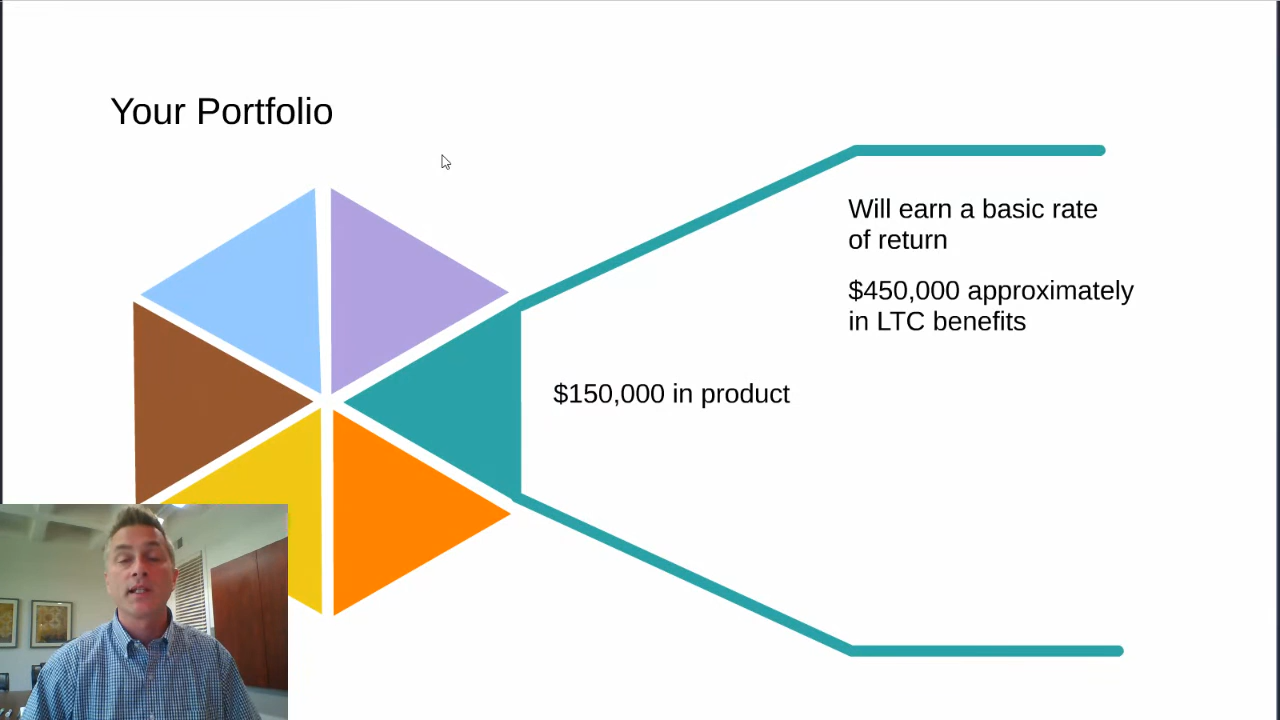 Your Portfolio
Will earn a basic rate
of return
$450,000 approximately
in LTC benefits
$150,000 in product